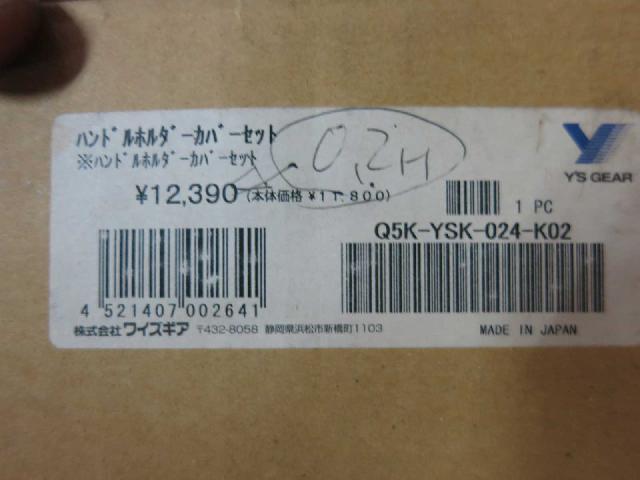 ハンドルホルダーカバーセット
※ハンドルホルダーカバーセット
0.2H
¥12,390 (本体価格 ¥11,800)
Y'S GEAR
1 PC
Q5K-YSK-024-K02
4 521407 002641
株式会社 ワイズギア 〒432-8058 静岡県浜松市新橋町1103
MADE IN JAPAN